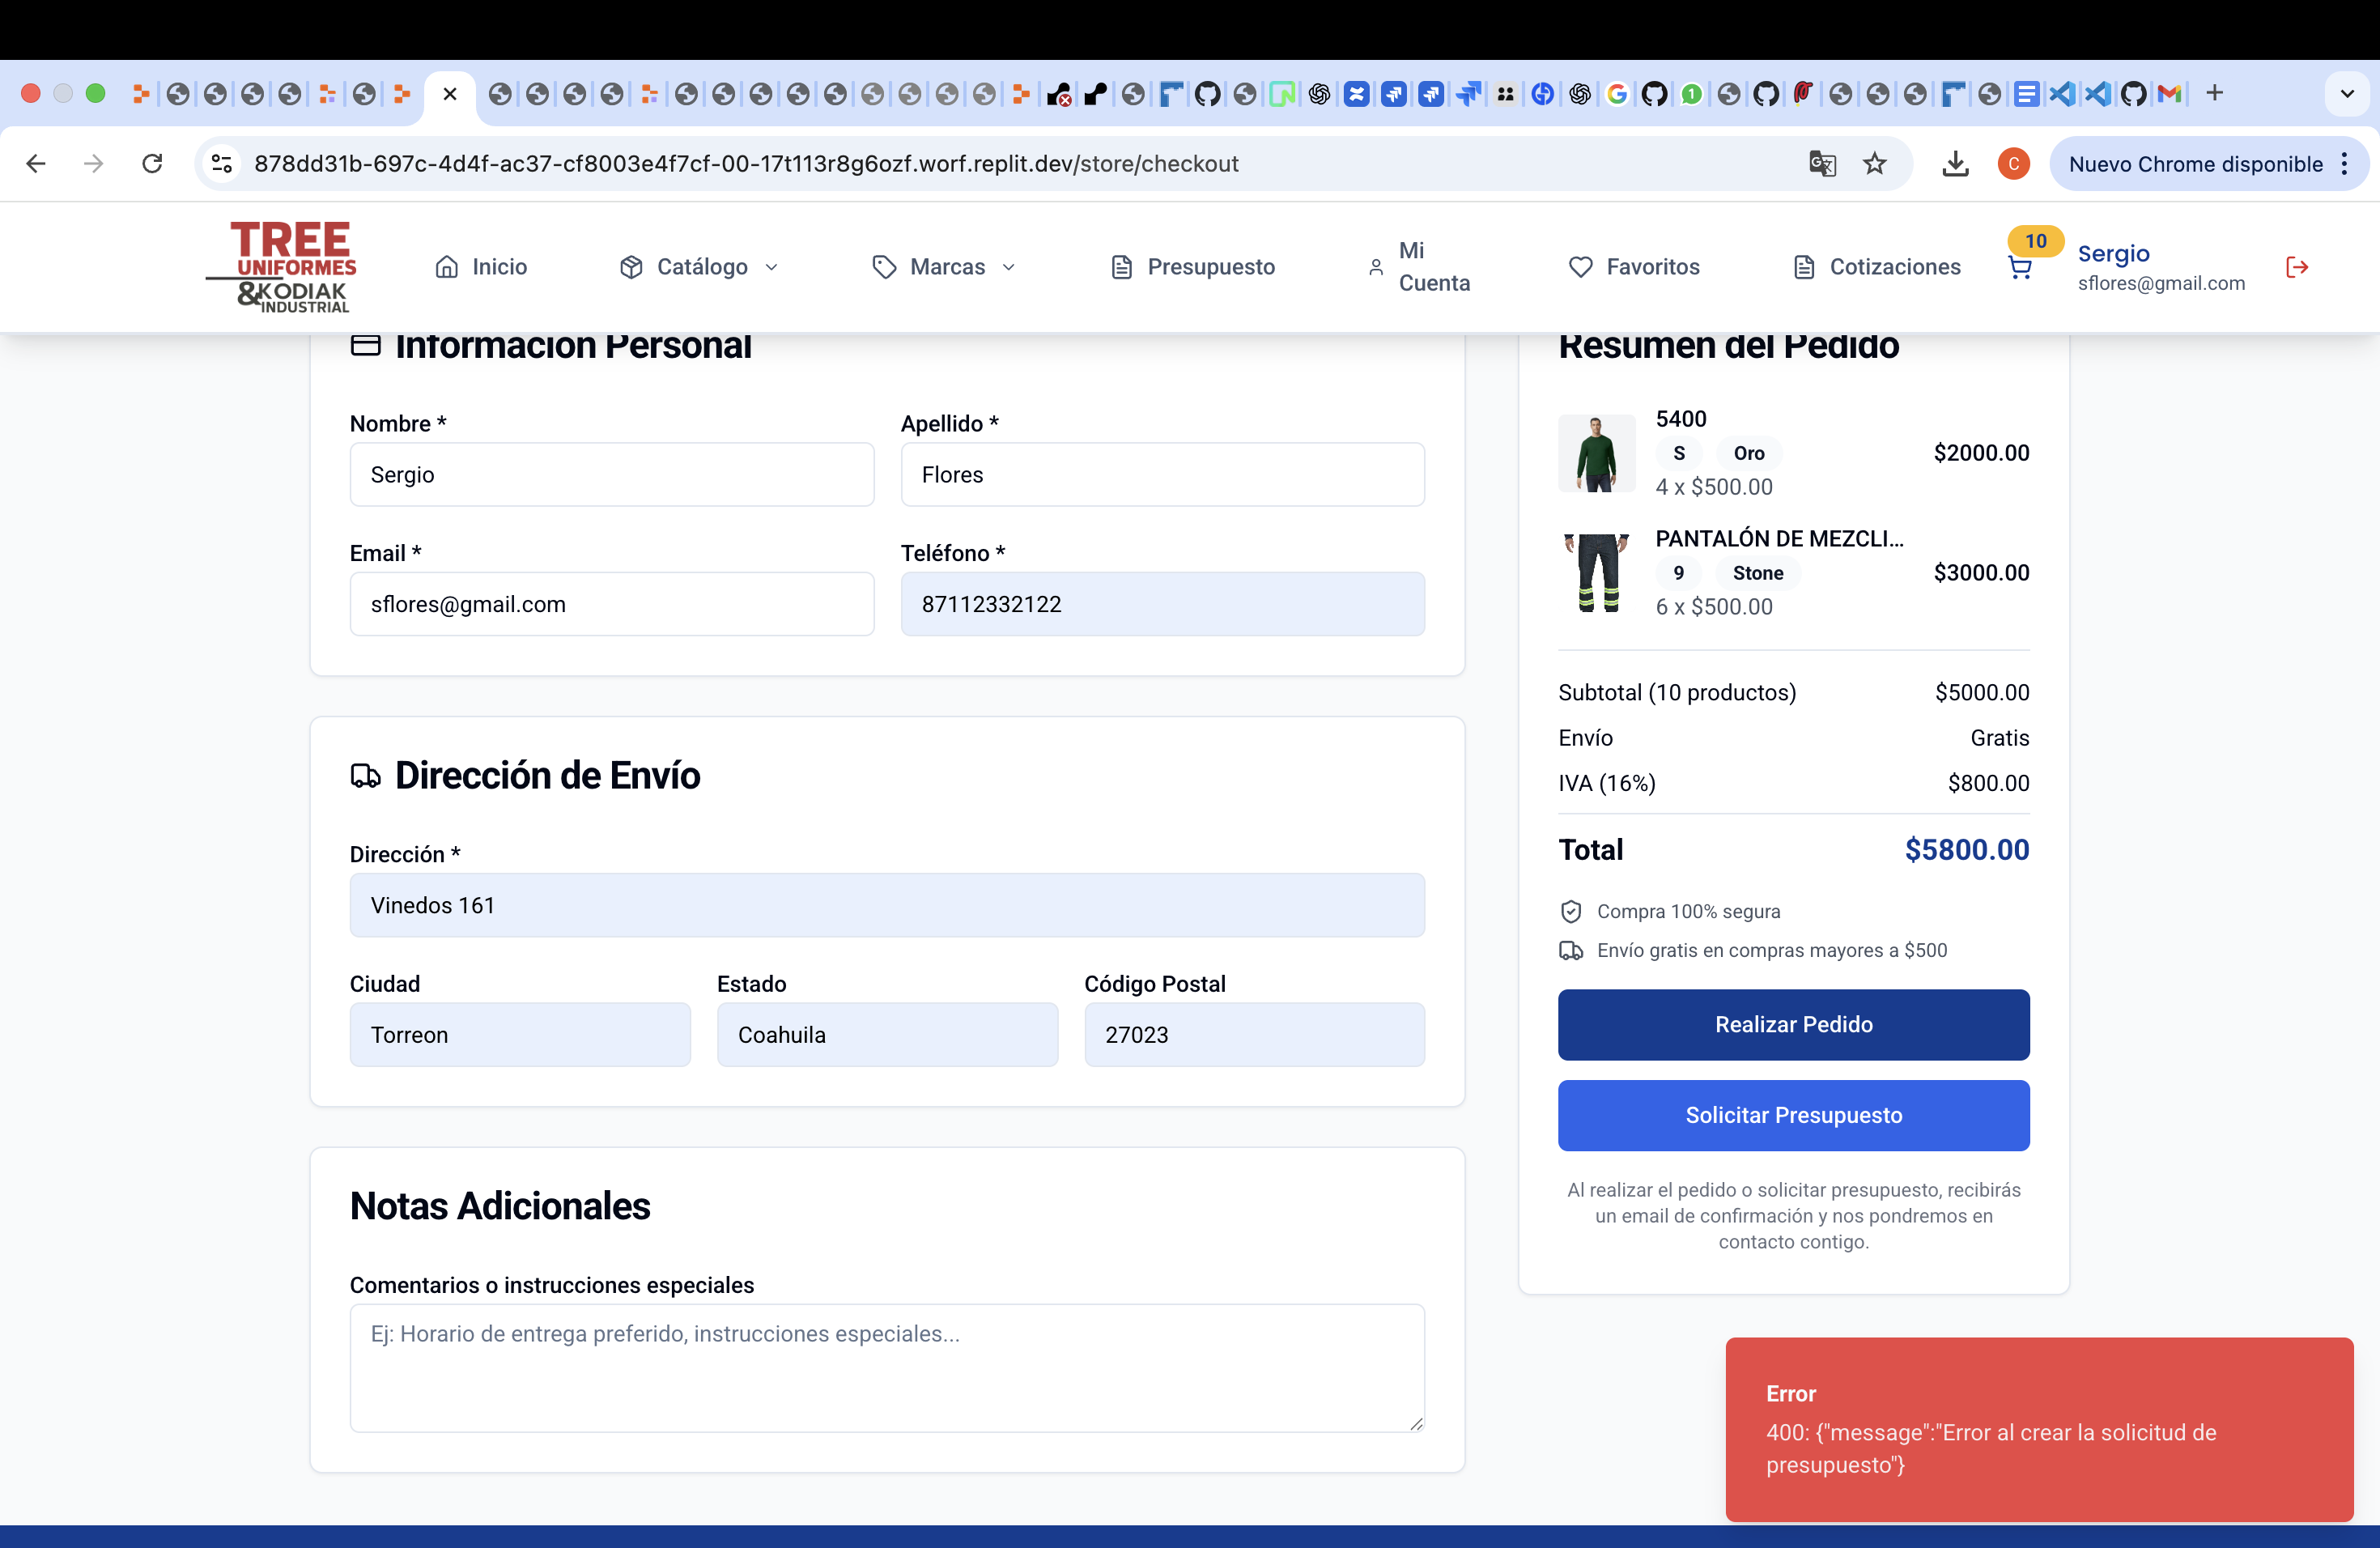 878dd31b-697c-4d4f-ac37-cf8003e4f7cf-00-17t113r8g6ozf.worf.replit.dev/store/checkout
C
Nuevo Chrome disponible
TREE
UNIFORMES
&KODIAK
INDUSTRIAL
Inicio
Catálogo
Marcas
Presupuesto
Mi
Cuenta
Favoritos
Cotizaciones
10
Sergio
sflores@gmail.com
Información Personal
Nombre *
Apellido *
Sergio
Flores
Email *
Teléfono *
sflores@gmail.com
87112332122
Dirección de Envío
Dirección *
Vinedos 161
Ciudad
Estado
Código Postal
Torreon
Coahuila
27023
Notas Adicionales
Comentarios o instrucciones especiales
Ej: Horario de entrega preferido, instrucciones especiales...
Resumen del Pedido
5400
S
Oro
4 x $500.00
$2000.00
PANTALÓN DE MEZCLI...
9
Stone
6 x $500.00
$3000.00
Subtotal (10 productos)
$5000.00
Envío
Gratis
IVA (16%)
$800.00
Total
$5800.00
Compra 100% segura
Envío gratis en compras mayores a $500
Realizar Pedido
Solicitar Presupuesto
Al realizar el pedido o solicitar presupuesto, recibirás
un email de confirmación y nos pondremos en
contacto contigo.
Error
400: {"message":"Error al crear la solicitud de
presupuesto"}